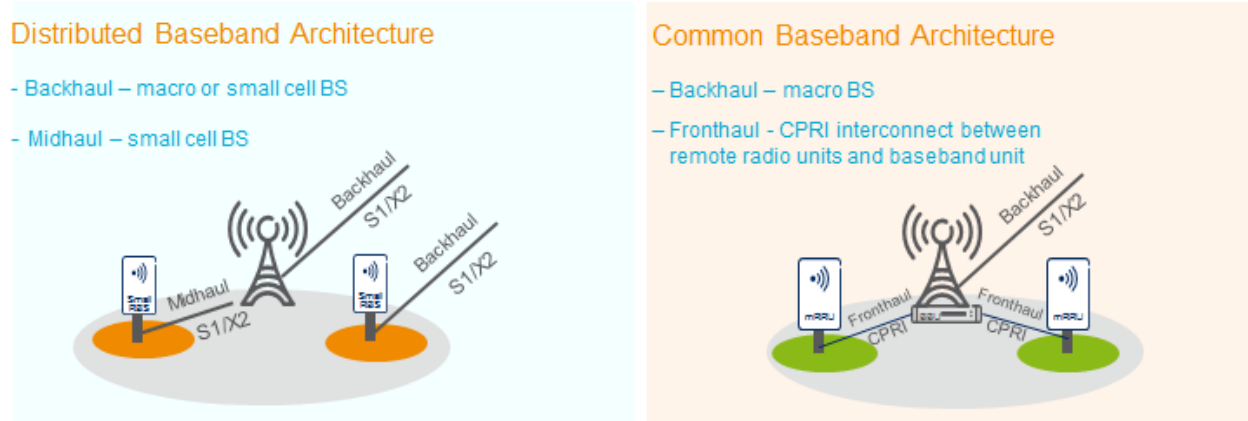 Distributed Baseband Architecture
- Backhaul – macro or small cell BS
- Midhaul – small cell BS
Backhaul
S1/X2
Backhaul
S1/X2
Small
RBS
Midhaul
S1/X2
Small
RBS
Common Baseband Architecture
– Backhaul – macro BS
– Fronthaul - CPRI interconnect between
remote radio units and baseband unit
Backhaul
S1/X2
mRRU
Fronthaul
CPRI
BBU
Fronthaul
CPRI
mRRU